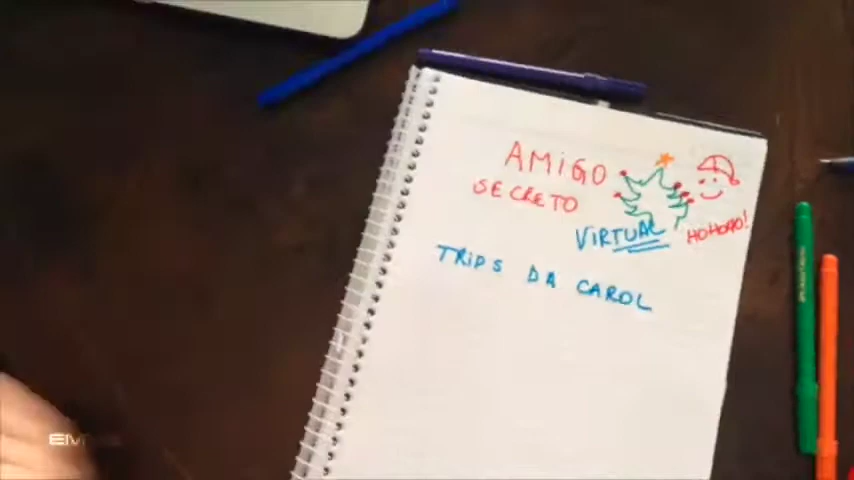 AMIGO
SECRETO
VIRTUAL
HOHOHO!
TRIPS DA CAROL